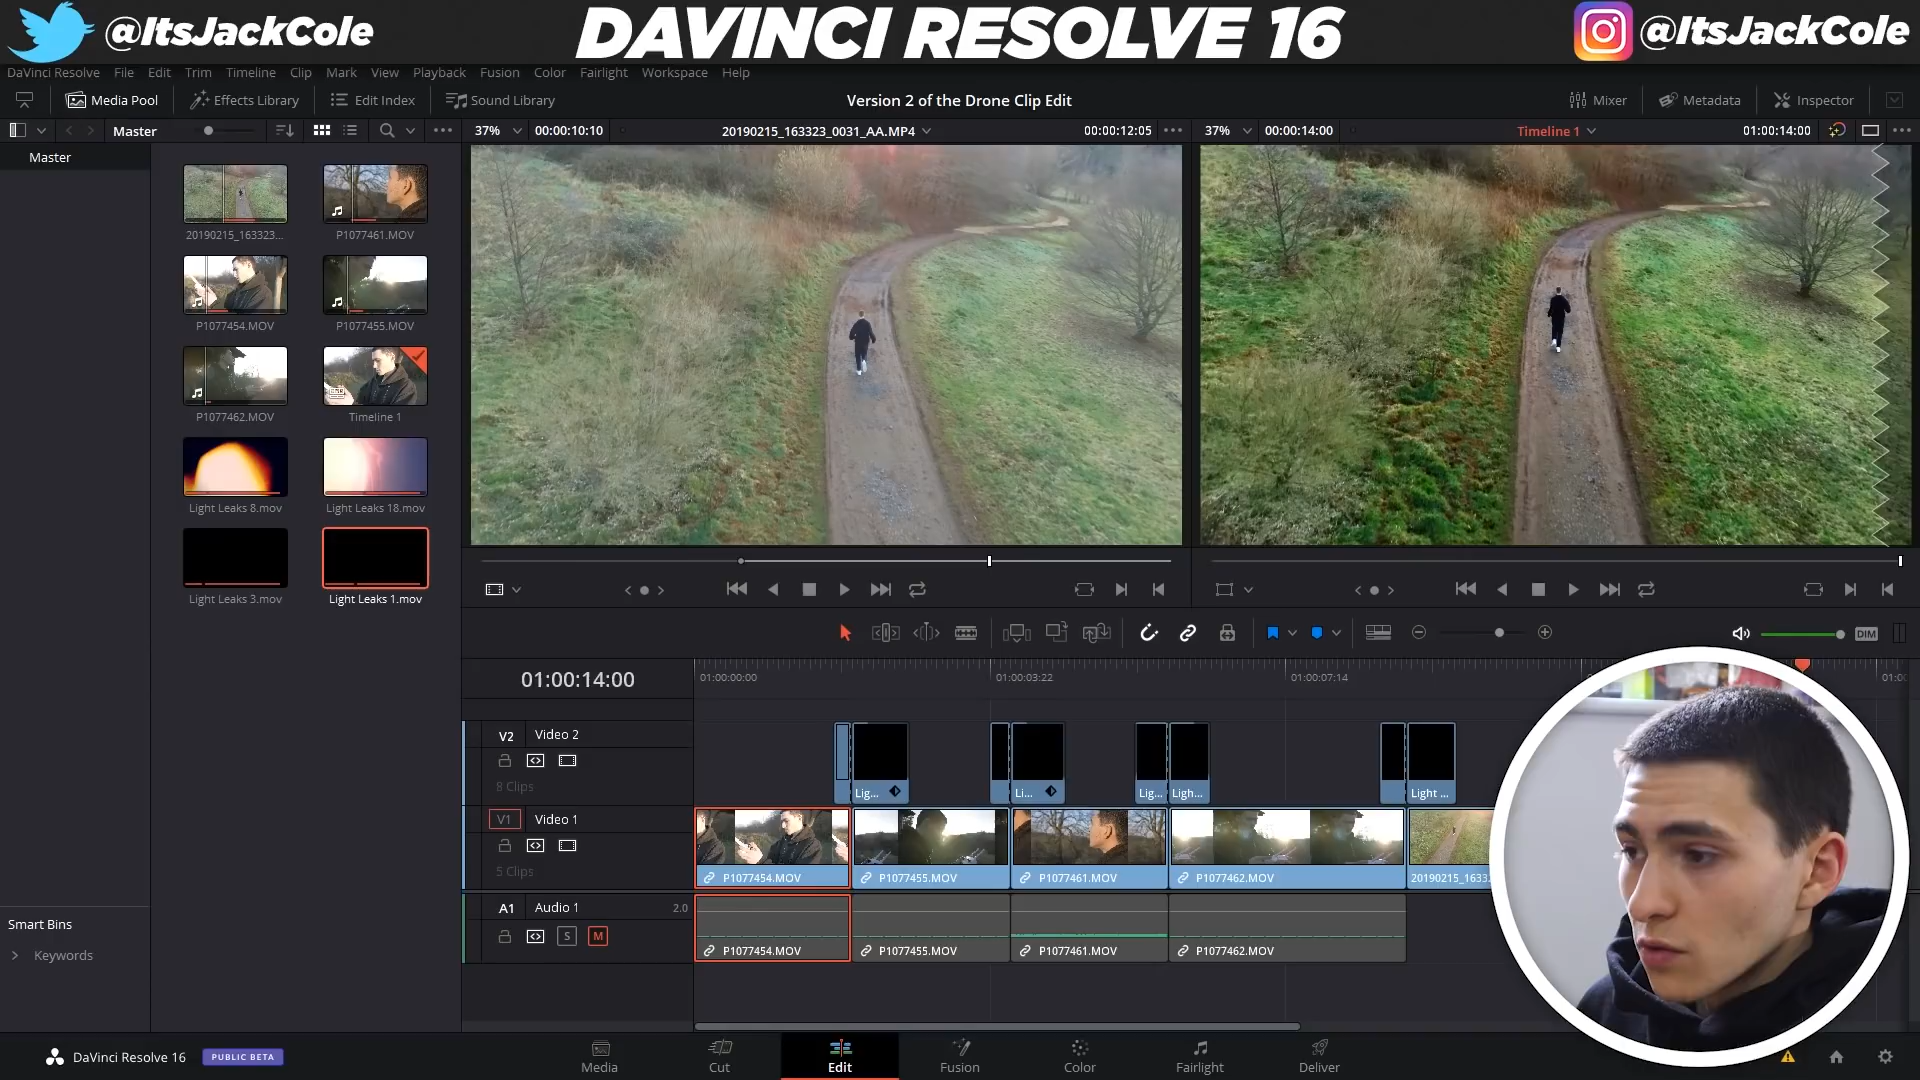 @ItsJackCole
DAVINCI RESOLVE 16
@ItsJackCole
DaVinci Resolve File Edit Trim Timeline Clip Mark View Playback Fusion Color Fairlight Workspace Help
Media Pool Effects Library Edit Index Sound Library Version 2 of the Drone Clip Edit Mixer Metadata Inspector
Master 37% 00:00:10:10 20190215_163323_0031_AA.MP4 00:00:12:05 37% 00:00:14:00 Timeline 1 01:00:14:00
Master
20190215_163323... P1077461.MOV
P1077454.MOV P1077455.MOV
P1077462.MOV Timeline 1
Light Leaks 8.mov Light Leaks 18.mov
Light Leaks 3.mov Light Leaks 1.mov
DIM
01:00:14:00 01:00:00:00 01:00:03:22 01:00:07:14 01:00
V2 Video 2
8 Clips Lig... Li... Lig... Ligh... Light ...
V1 Video 1
5 Clips P1077454.MOV P1077455.MOV P1077461.MOV P1077462.MOV 20190215_1633
A1 Audio 1 2.0
S M
P1077454.MOV P1077455.MOV P1077461.MOV P1077462.MOV
Smart Bins
Keywords
DaVinci Resolve 16 PUBLIC BETA
Media Cut Edit Fusion Color Fairlight Deliver